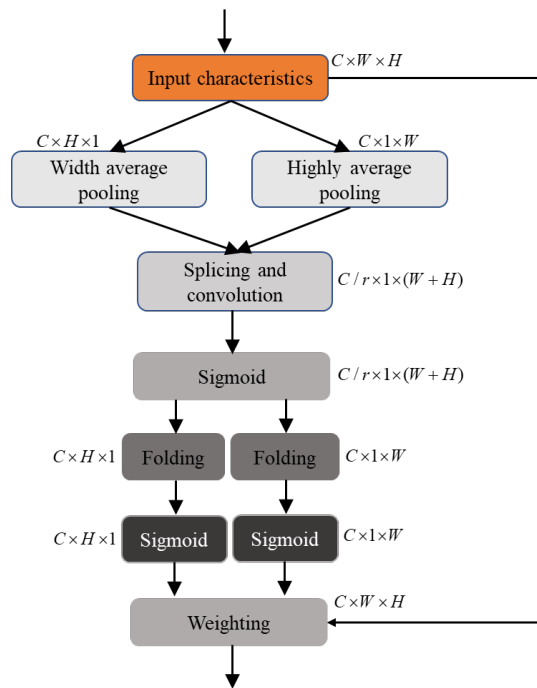 C×W×H
Input characteristics
C×H×1
C×1×W
Width average
pooling
Highly average
pooling
Splicing and
convolution
C/r×1×(W+H)
Sigmoid
C/r×1×(W+H)
C×H×1
Folding
Folding
C×1×W
C×H×1
Sigmoid
Sigmoid
C×1×W
C×W×H
Weighting